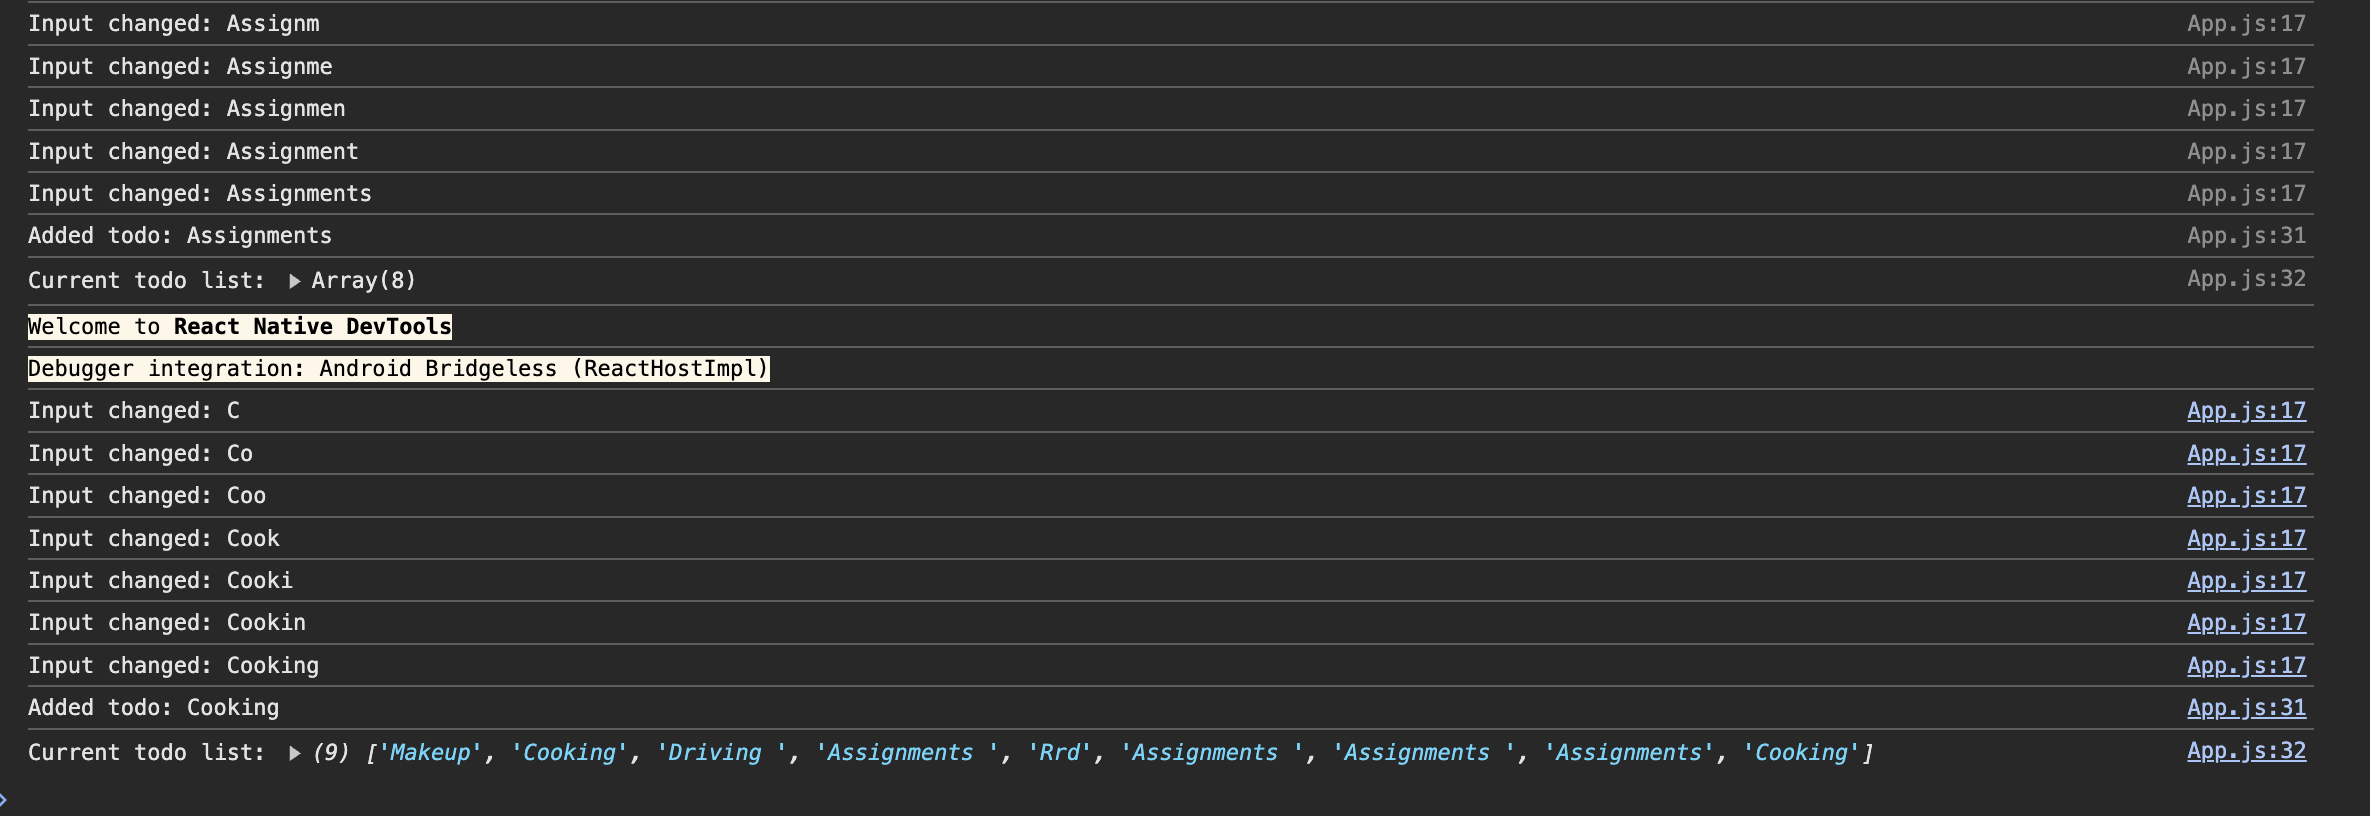 Input changed: Assignm App.js:17
Input changed: Assignme App.js:17
Input changed: Assignmen App.js:17
Input changed: Assignment App.js:17
Input changed: Assignments App.js:17
Added todo: Assignments App.js:31
Current todo list: ▶ Array(8) App.js:32
Welcome to React Native DevTools
Debugger integration: Android Bridgeless (ReactHostImpl)
Input changed: C App.js:17
Input changed: Co App.js:17
Input changed: Coo App.js:17
Input changed: Cook App.js:17
Input changed: Cooki App.js:17
Input changed: Cookin App.js:17
Input changed: Cooking App.js:17
Added todo: Cooking App.js:31
Current todo list: ▶ (9) ['Makeup', 'Cooking', 'Driving ', 'Assignments ', 'Rrd', 'Assignments ', 'Assignments ', 'Assignments', 'Cooking'] App.js:32